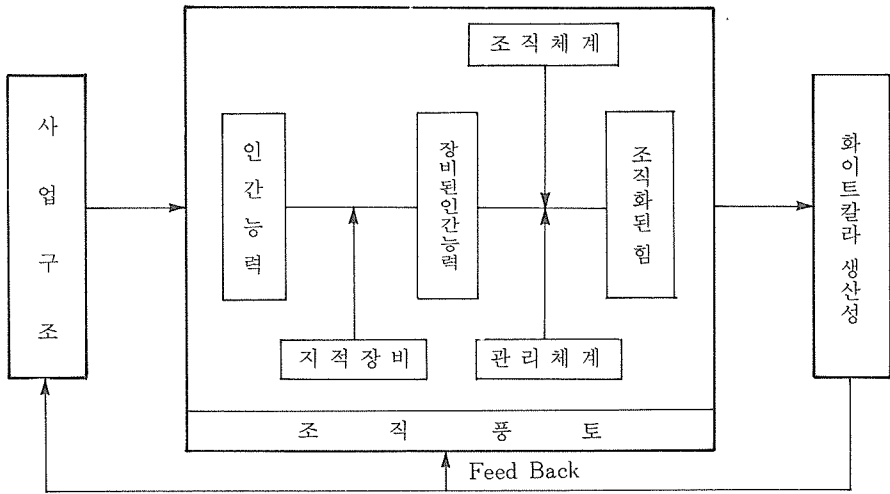 조직체계
사업구조
인간능력
장비된인간능력
조직화된 힘
화이트칼라 생산성
지적장비
관리체계
조직풍토
Feed Back